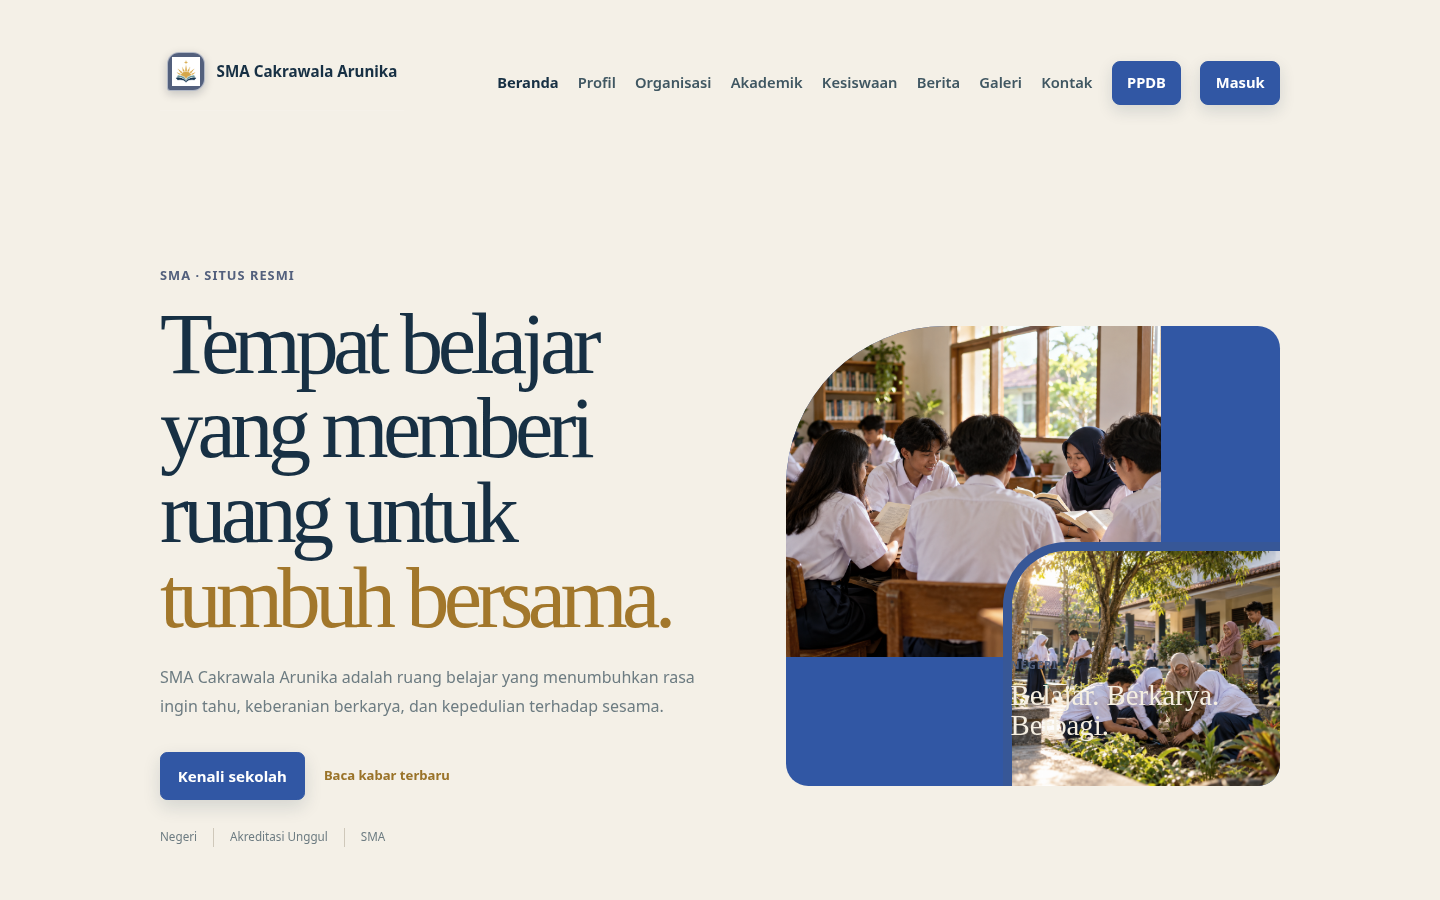 SMA Cakrawala Arunika
Beranda
Profil
Organisasi
Akademik
Kesiswaan
Berita
Galeri
Kontak
PPDB
Masuk
SMA · SITUS RESMI
Tempat belajar
yang memberi
ruang untuk
tumbuh bersama.
SMA Cakrawala Arunika adalah ruang belajar yang menumbuhkan rasa
ingin tahu, keberanian berkarya, dan kepedulian terhadap sesama.
Kenali sekolah
Baca kabar terbaru
Negeri
Akreditasi Unggul
SMA
Belajar. Berkarya.
Berbagi.